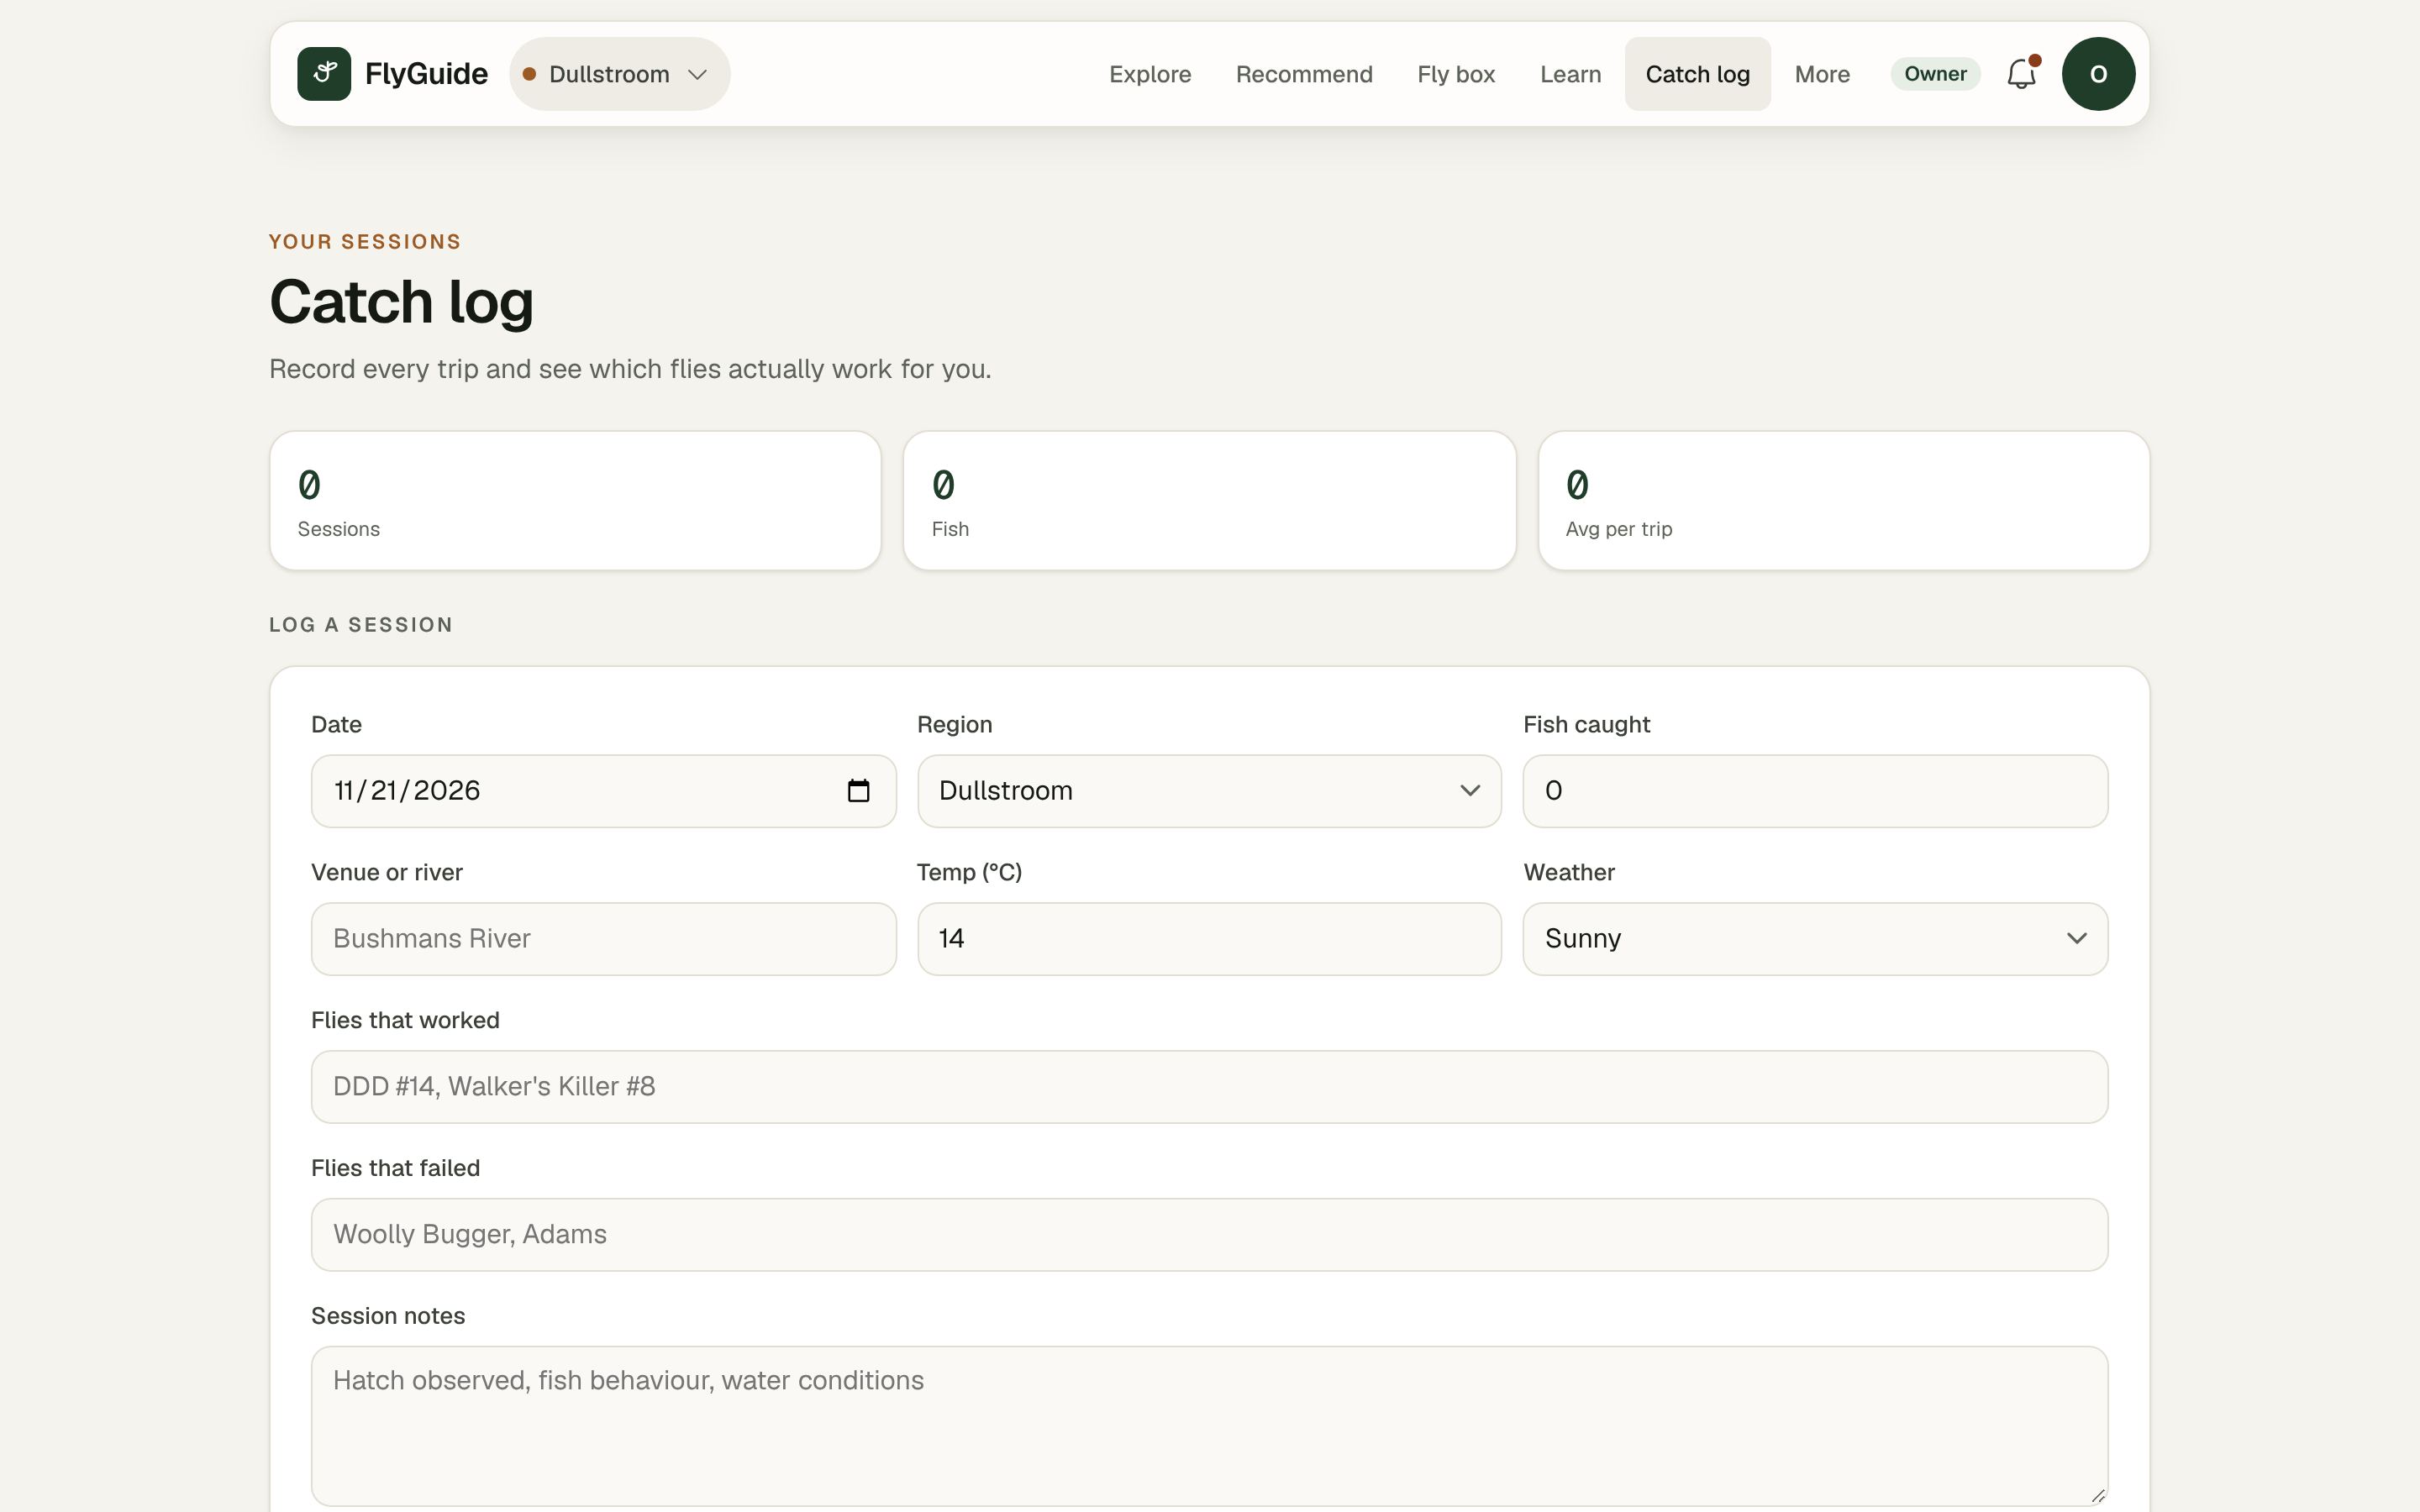 FlyGuide Dullstroom Explore Recommend Fly box Learn Catch log More Owner O
YOUR SESSIONS
Catch log
Record every trip and see which flies actually work for you.
0 0 0
Sessions Fish Avg per trip
LOG A SESSION
Date Region Fish caught
11/21/2026 Dullstroom 0
Venue or river Temp (°C) Weather
Bushmans River 14 Sunny
Flies that worked
DDD #14, Walker's Killer #8
Flies that failed
Woolly Bugger, Adams
Session notes
Hatch observed, fish behaviour, water conditions